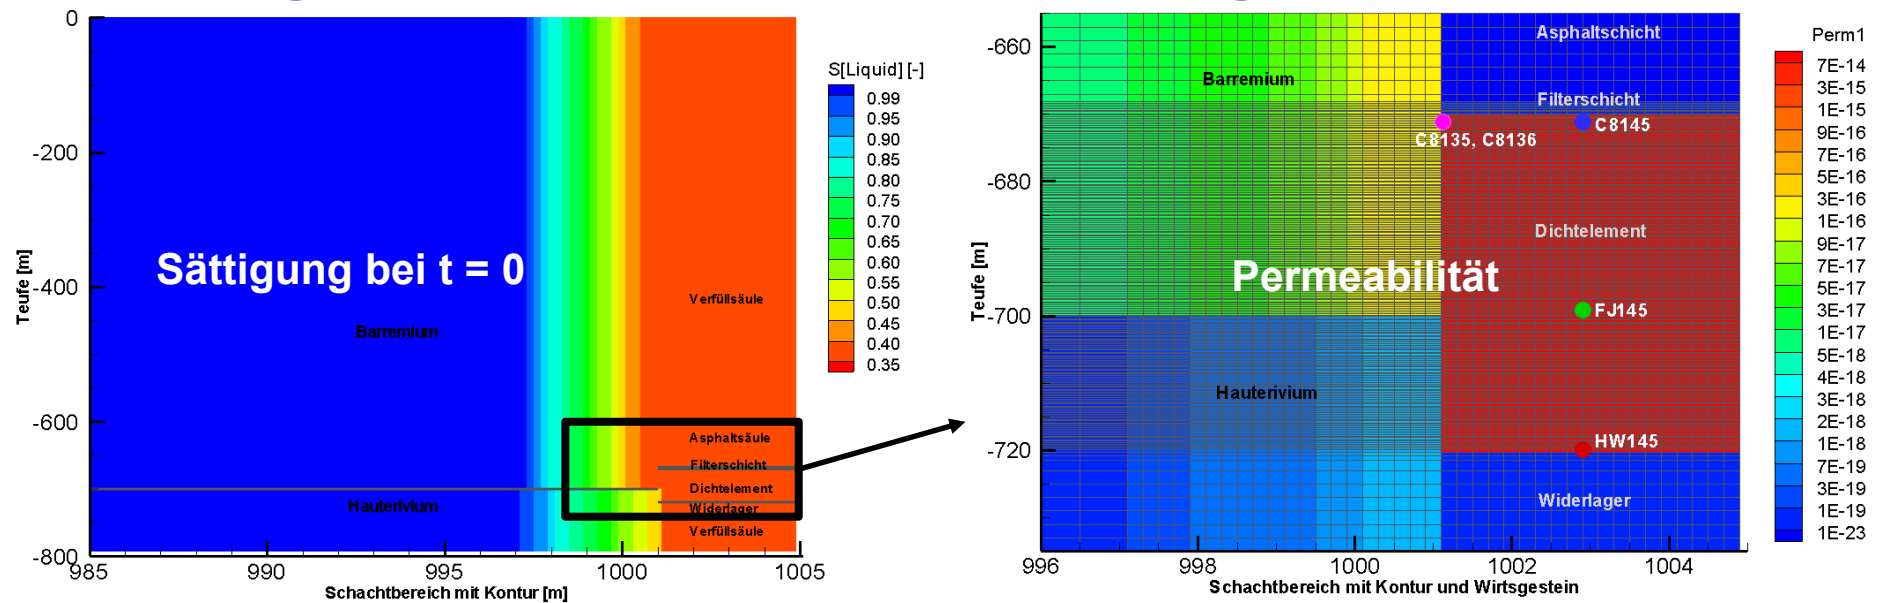 0
-200
-400
-600
-800
Teufe [m]
985
990
995
1000
1005
Schachtbereich mit Kontur [m]
Sättigung bei t = 0
Barremium
Hauterivium
Verfüllsäule
Asphaltsäule
Filterschicht
Dichtelement
Widerlager
Verfüllsäule
S[Liquid] [-]
0.99
0.95
0.90
0.85
0.80
0.75
0.70
0.65
0.60
0.55
0.50
0.45
0.40
0.35
-660
-680
-700
-720
Teufe [m]
996
998
1000
1002
1004
Schachtbereich mit Kontur und Wirtsgestein
Asphaltschicht
Barremium
Filterschicht
C8145
C8135, C8136
Dichtelement
Permeabilität
FJ145
Hauterivium
HW145
Widerlager
Perm1
7E-14
3E-15
1E-15
9E-16
7E-16
5E-16
3E-16
1E-16
9E-17
7E-17
5E-17
3E-17
1E-17
5E-18
4E-18
3E-18
2E-18
1E-18
7E-19
3E-19
1E-19
1E-23